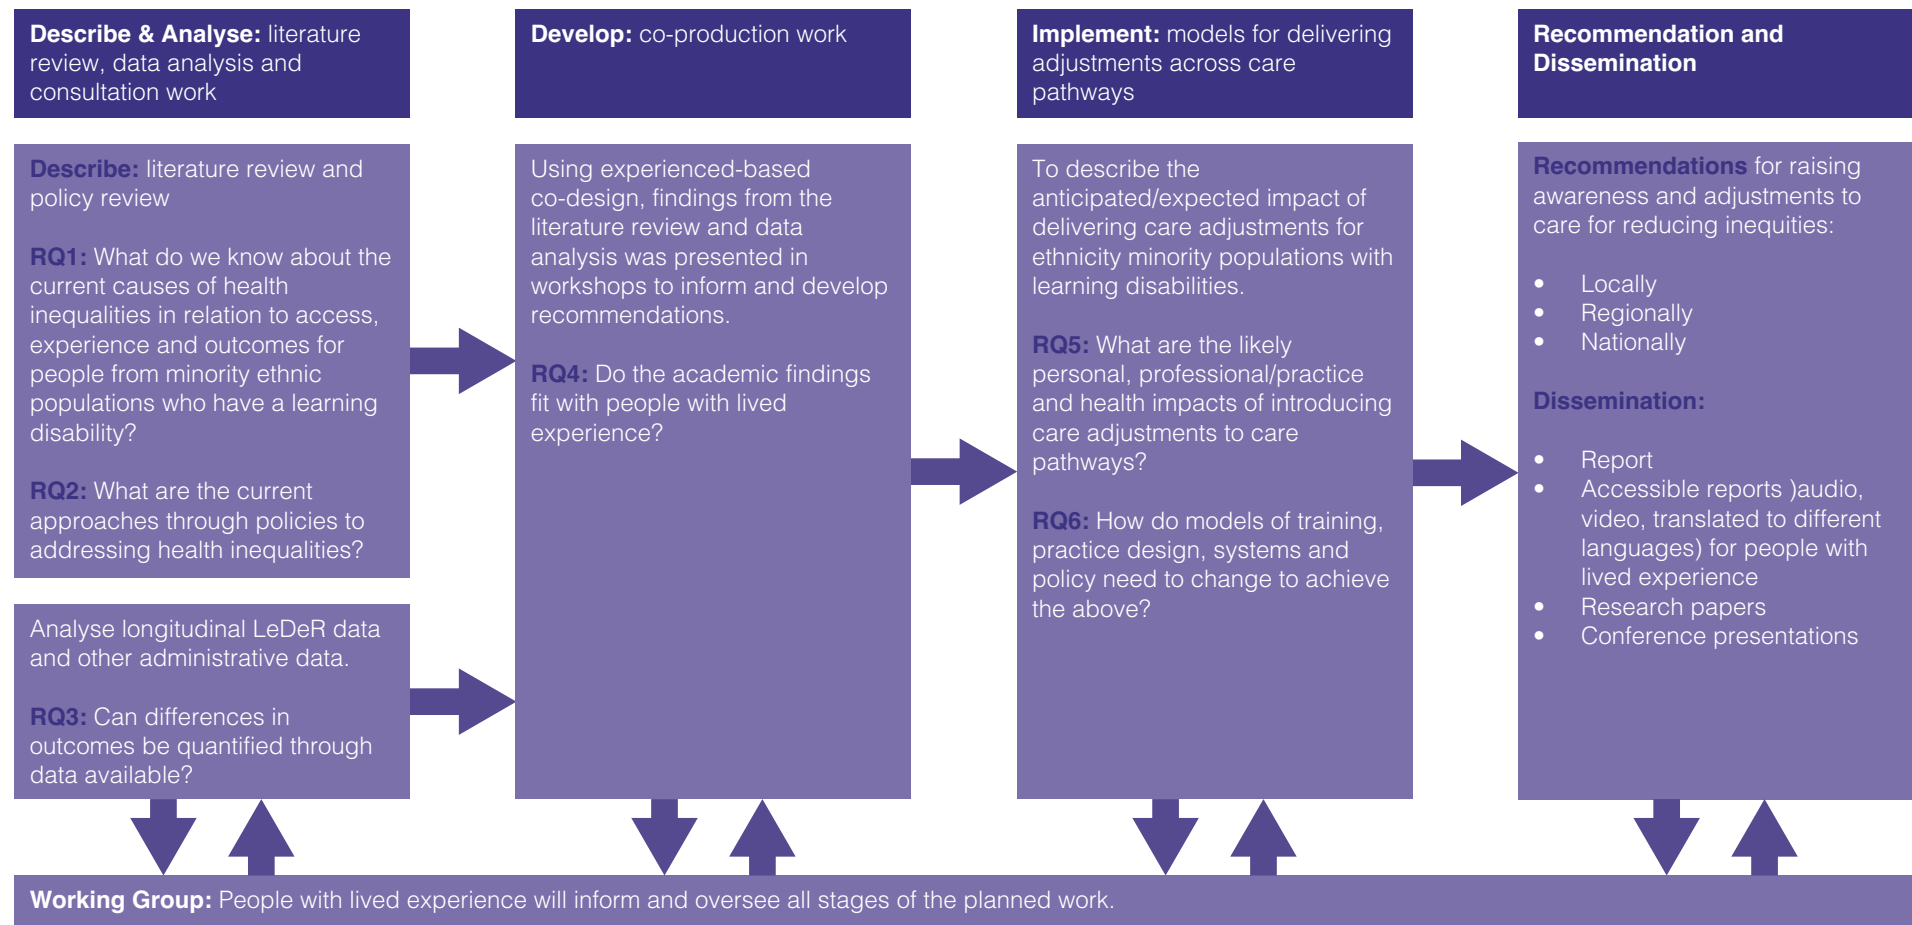 Describe & Analyse: literature
review, data analysis and
consultation work
Describe: literature review and
policy review
RQ1: What do we know about the
current causes of health
inequalities in relation to access,
experience and outcomes for
people from minority ethnic
populations who have a learning
disability?
RQ2: What are the current
approaches through policies to
addressing health inequalities?
Analyse longitudinal LeDeR data
and other administrative data.
RQ3: Can differences in
outcomes be quantified through
data available?
Develop: co-production work
Using experienced-based
co-design, findings from the
literature review and data
analysis was presented in
workshops to inform and develop
recommendations.
RQ4: Do the academic findings
fit with people with lived
experience?
Implement: models for delivering
adjustments across care
pathways
To describe the
anticipated/expected impact of
delivering care adjustments for
ethnicity minority populations with
learning disabilities.
RQ5: What are the likely
personal, professional/practice
and health impacts of introducing
care adjustments to care
pathways?
RQ6: How do models of training,
practice design, systems and
policy need to change to achieve
the above?
Recommendation and
Dissemination
Recommendations for raising
awareness and adjustments to
care for reducing inequities:
• Locally
• Regionally
• Nationally
Dissemination:
• Report
• Accessible reports )audio,
video, translated to different
languages) for people with
lived experience
• Research papers
• Conference presentations
Working Group: People with lived experience will inform and oversee all stages of the planned work.